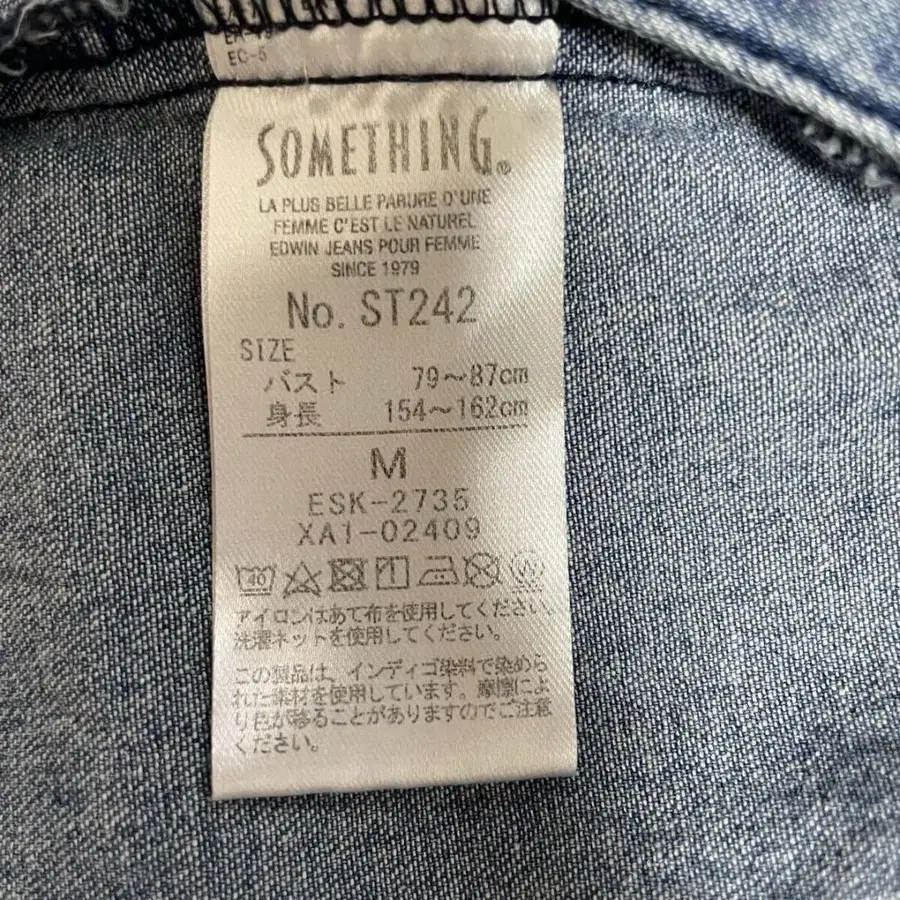 EC-5
SOMETHING®
LA PLUS BELLE PARURE D'UNE
FEMME C'EST LE NATUREL
EDWIN JEANS POUR FEMME
SINCE 1979
No. ST242
SIZE
バスト 79～87cm
身長 154～162cm
M
ESK-2735
XA1-02409
40
アイロンはあて布を使用してください。
洗濯ネットを使用してください。
この製品は、インディゴ染料で染めら
れた素材を使用しています。摩擦によ
り色が移ることがありますのでご注意
ください。